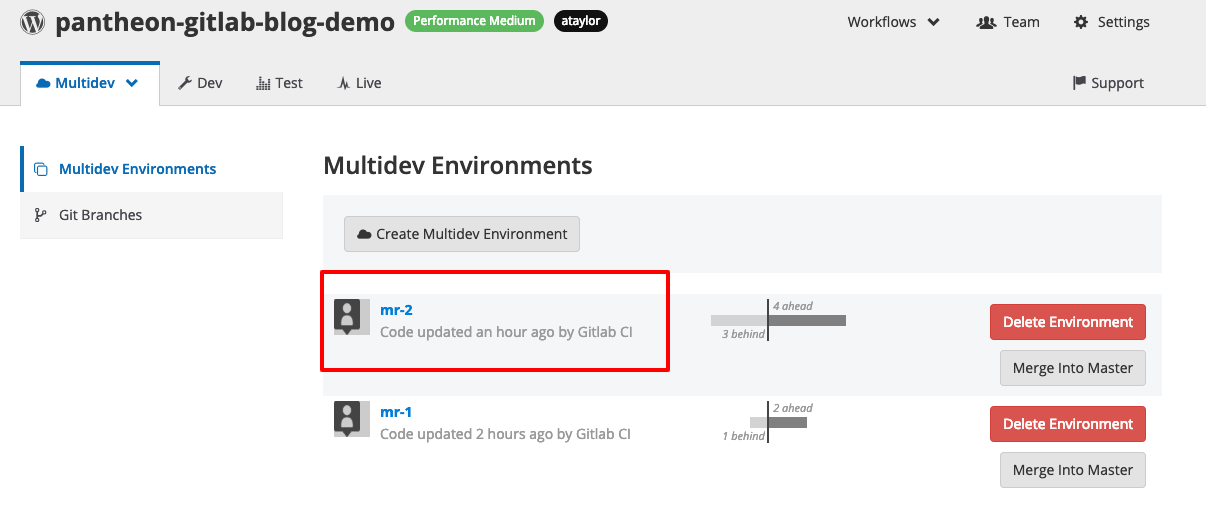 pantheon-gitlab-blog-demo Performance Medium ataylor Workflows Team Settings
Multidev Dev Test Live Support
Multidev Environments
Git Branches
Multidev Environments
Create Multidev Environment
mr-2
Code updated an hour ago by Gitlab CI
4 ahead
3 behind
Delete Environment
Merge Into Master
mr-1
Code updated 2 hours ago by Gitlab CI
2 ahead
1 behind
Delete Environment
Merge Into Master